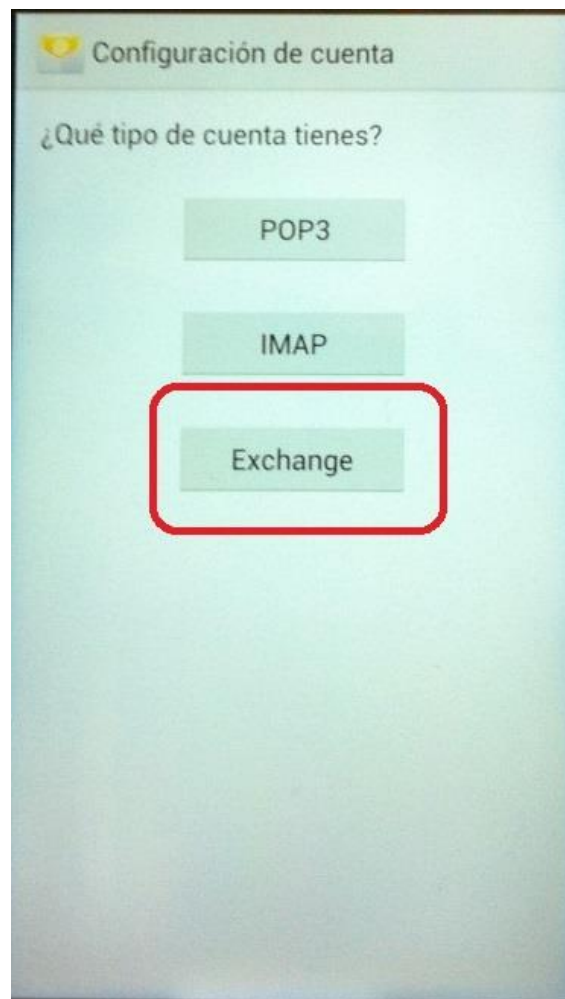 Configuración de cuenta
¿Qué tipo de cuenta tienes?
POP3
IMAP
Exchange